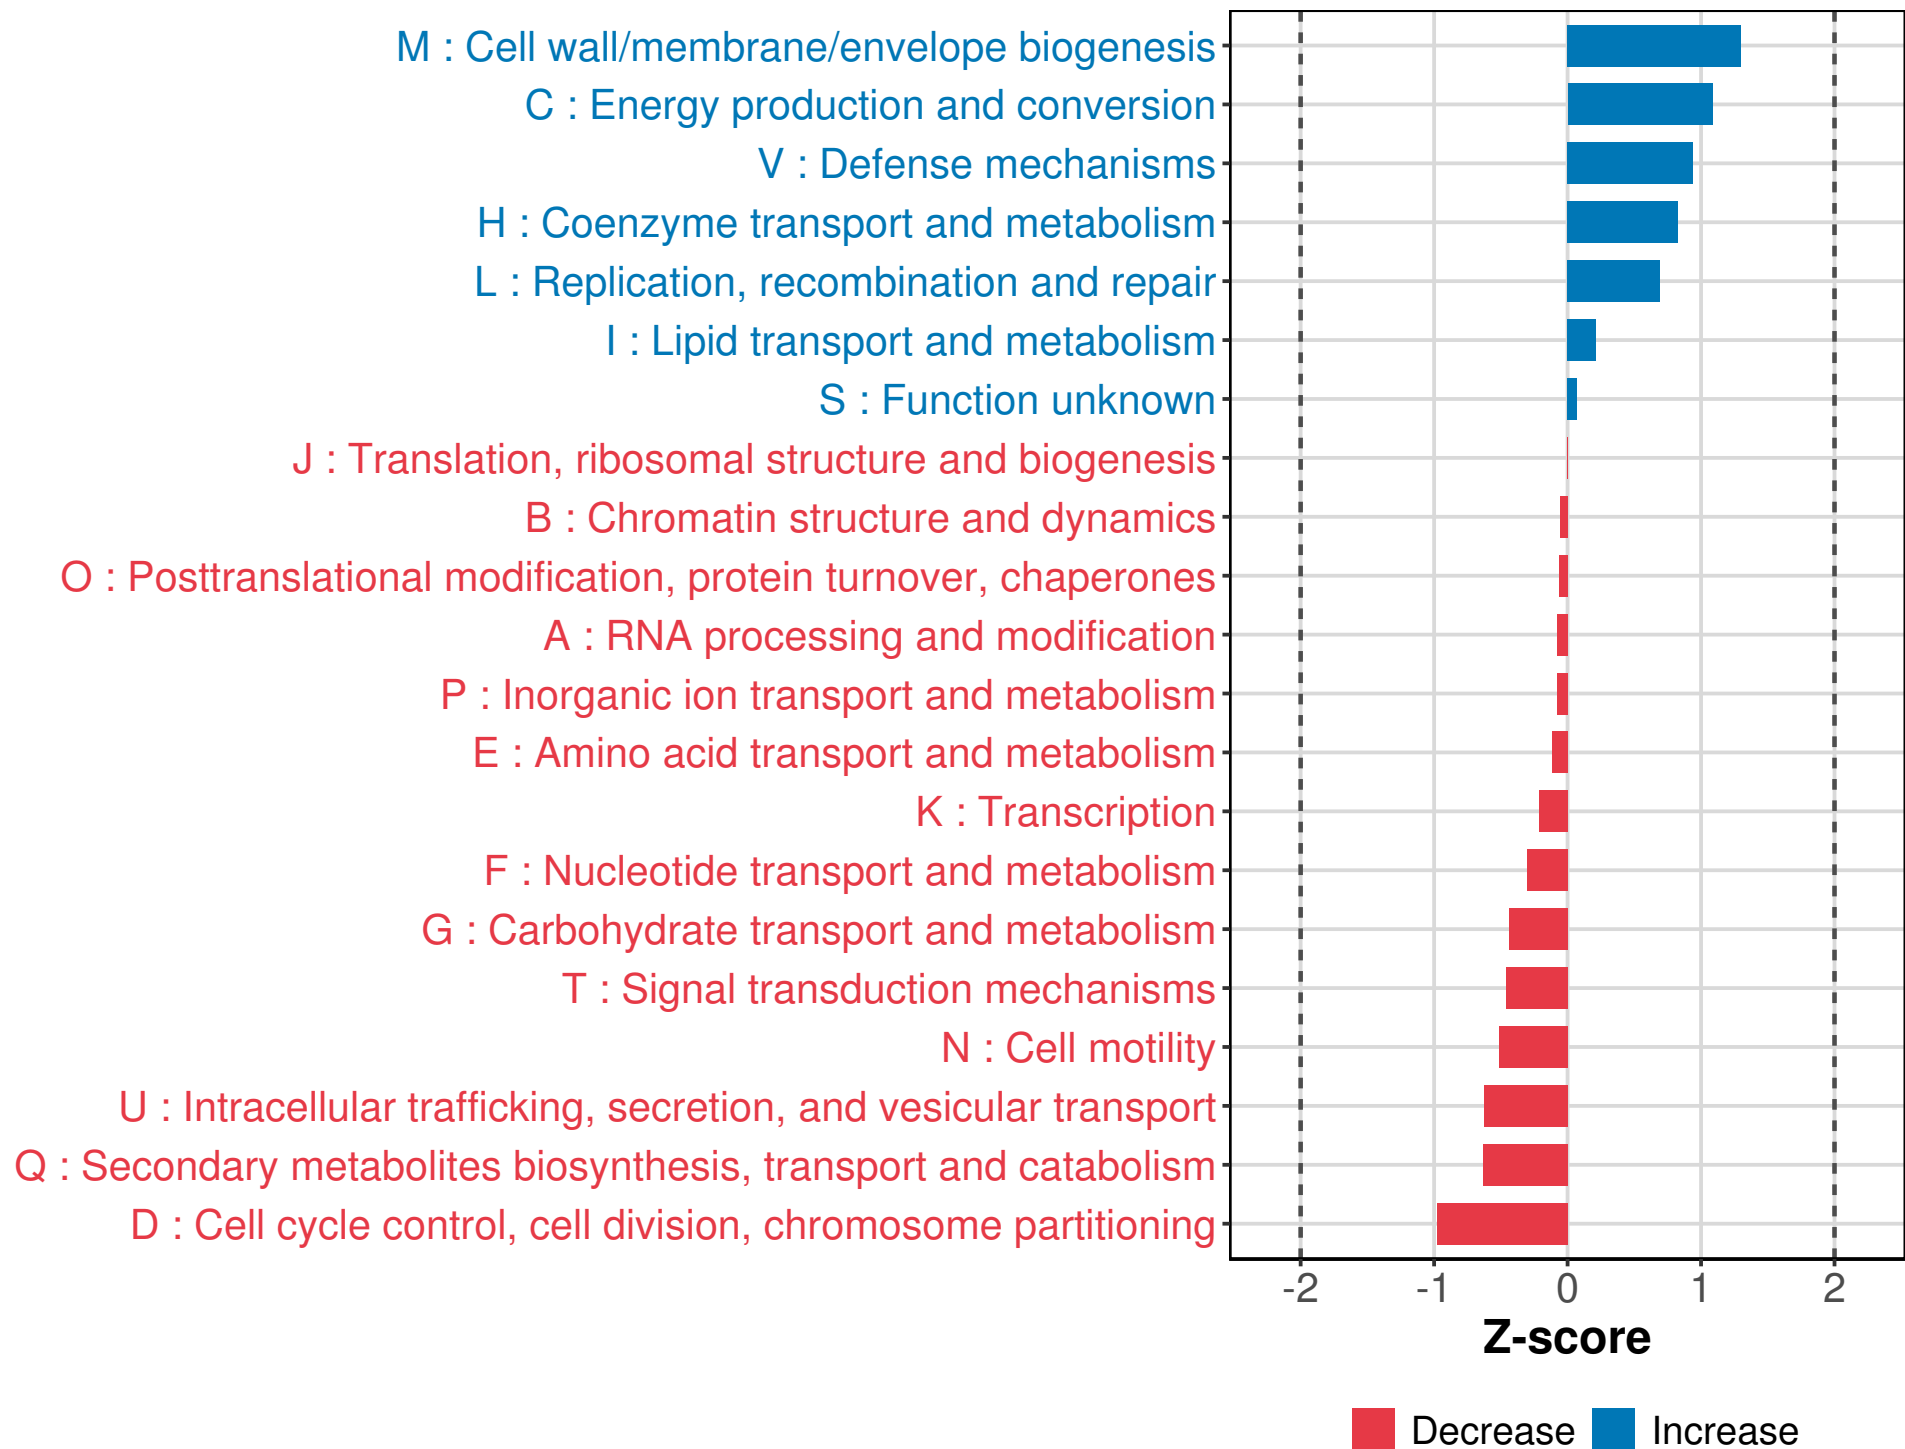 M : Cell wall/membrane/envelope biogenesis
C : Energy production and conversion
V : Defense mechanisms
H : Coenzyme transport and metabolism
L : Replication, recombination and repair
I : Lipid transport and metabolism
S : Function unknown
J : Translation, ribosomal structure and biogenesis
B : Chromatin structure and dynamics
O : Posttranslational modification, protein turnover, chaperones
A : RNA processing and modification
P : Inorganic ion transport and metabolism
E : Amino acid transport and metabolism
K : Transcription
F : Nucleotide transport and metabolism
G : Carbohydrate transport and metabolism
T : Signal transduction mechanisms
N : Cell motility
U : Intracellular trafficking, secretion, and vesicular transport
Q : Secondary metabolites biosynthesis, transport and catabolism
D : Cell cycle control, cell division, chromosome partitioning
-2 -1 0 1 2
Z-score
Decrease Increase